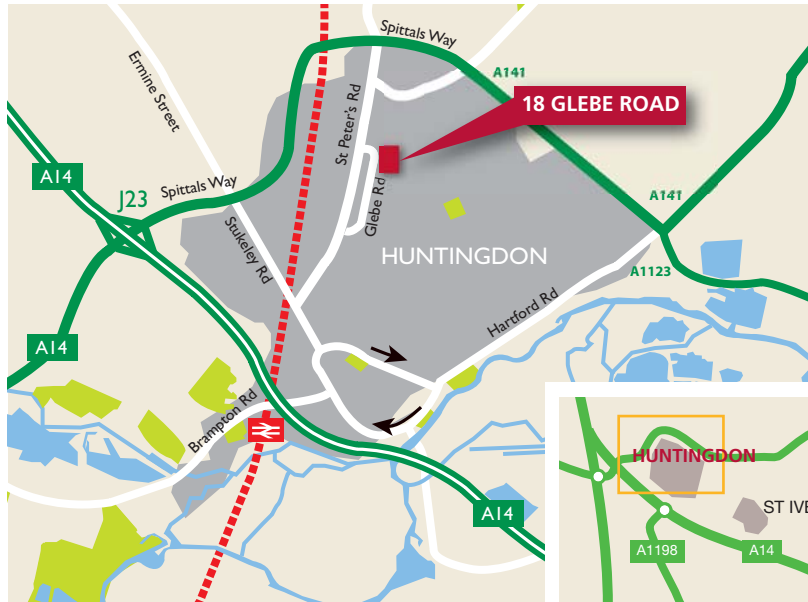 Spittals Way
A141
Ermine Street
St Peter's Rd
18 GLEBE ROAD
A14
J23
Spittals Way
Glebe Rd
A141
Stukeley Rd
HUNTINGDON
A1123
Hartford Rd
A14
Brampton Rd
HUNTINGDON
A14
ST IVE
A1198
A14